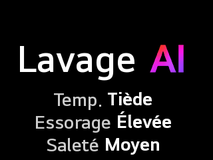 Lavage AI
Temp. Tiède
Essorage Élevée
Saleté Moyen